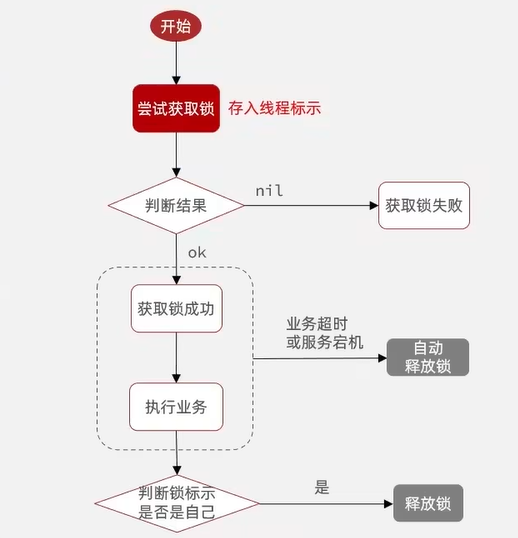 开始
尝试获取锁
存入线程标示
判断结果
nil
获取锁失败
ok
获取锁成功
业务超时
或服务宕机
自动
释放锁
执行业务
判断锁标示
是否是自己
是
释放锁